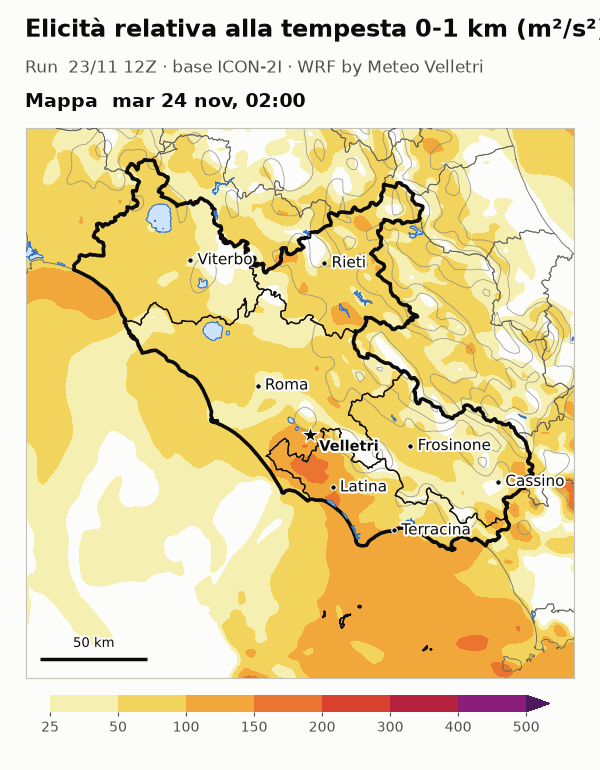 Elicità relativa alla tempesta 0-1 km (m²/s²)
Run 23/11 12Z · base ICON-2I · WRF by Meteo Velletri
Mappa mar 24 nov, 02:00
Viterbo
Rieti
Roma
Velletri
Frosinone
Latina
Cassino
Terracina
50 km
25 50 100 150 200 300 400 500